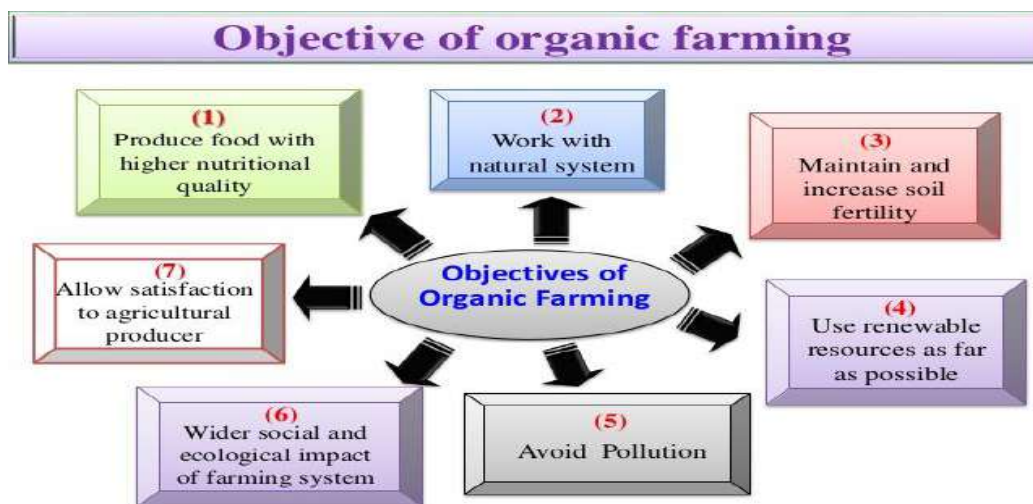 Objective of organic farming
(1)
Produce food with
higher nutritional
quality
(2)
Work with
natural system
(3)
Maintain and
increase soil
fertility
(7)
Allow satisfaction
to agricultural
producer
Objectives of
Organic Farming
(4)
Use renewable
resources as far
as possible
(6)
Wider social and
ecological impact
of farming system
(5)
Avoid Pollution